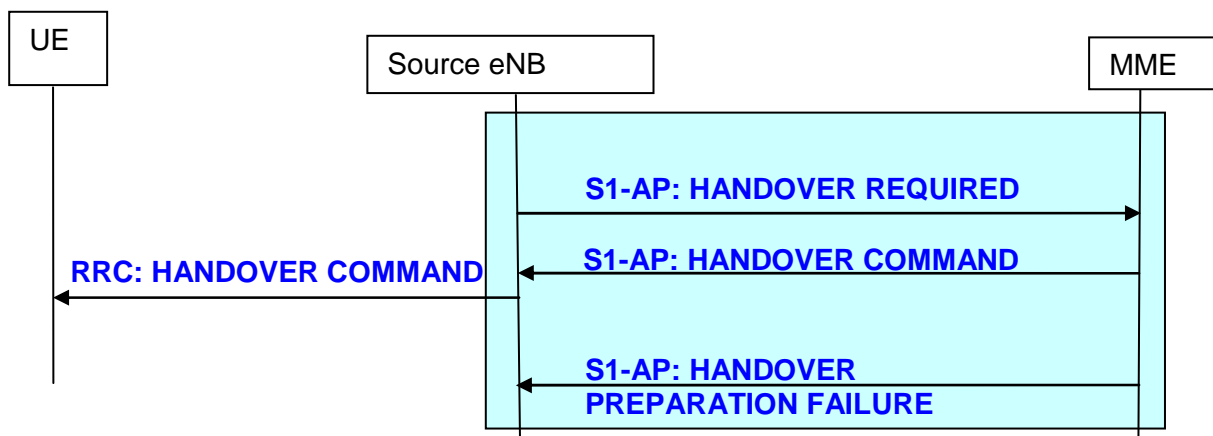 UE
Source eNB
MME
S1-AP: HANDOVER REQUIRED
S1-AP: HANDOVER COMMAND
RRC: HANDOVER COMMAND
S1-AP: HANDOVER
PREPARATION FAILURE